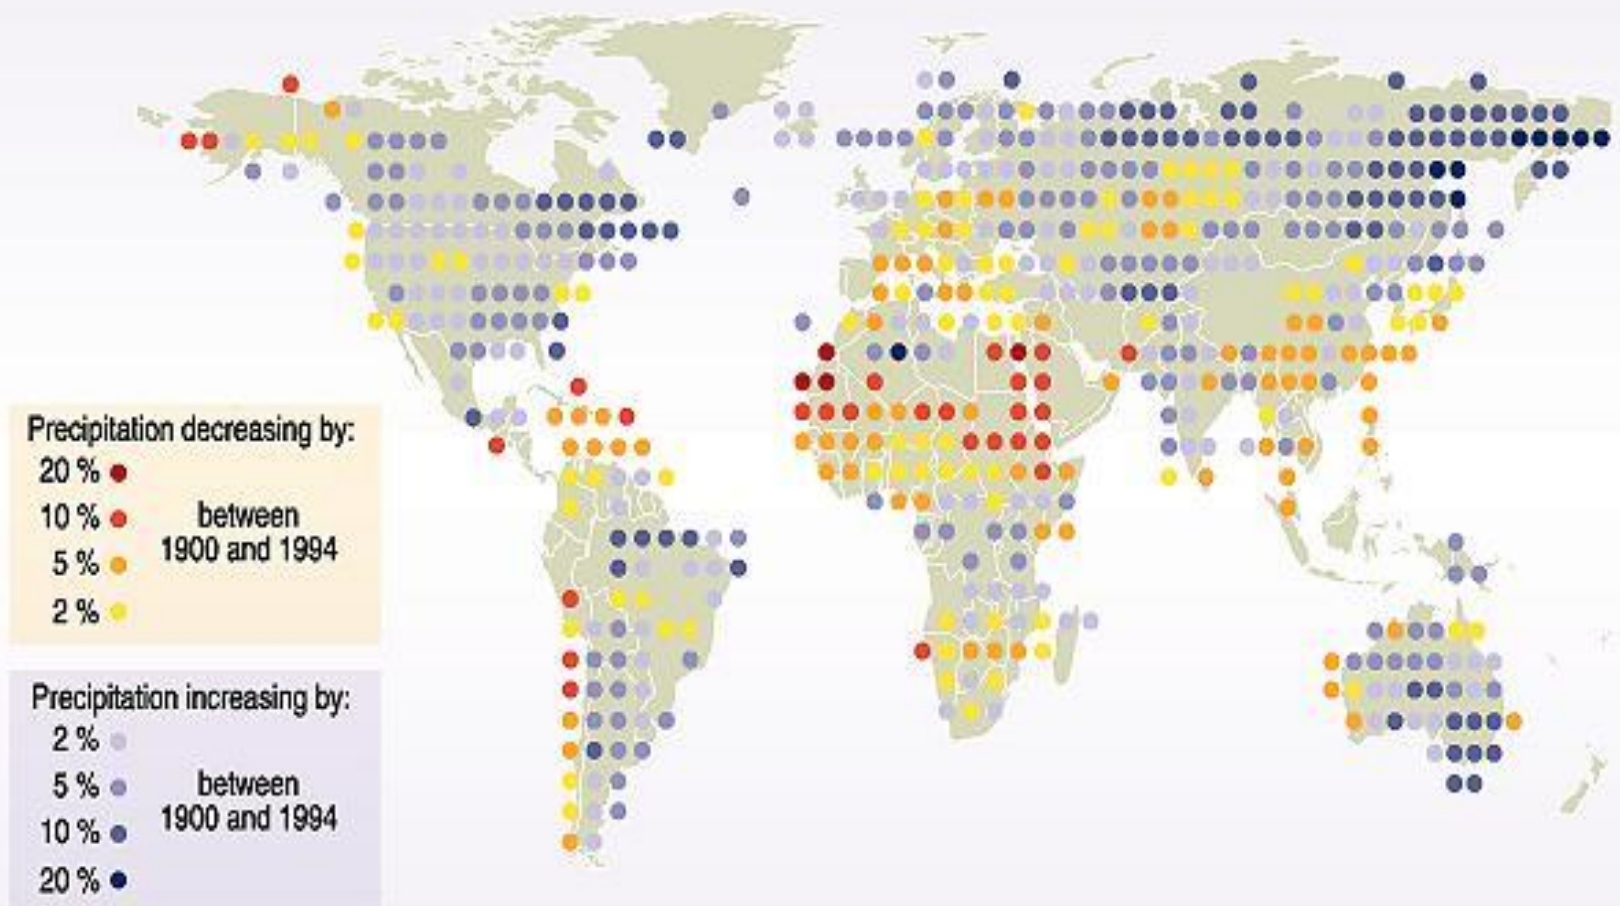 Precipitation decreasing by:
20 %
10 %
5 %
2 %
between
1900 and 1994
Precipitation increasing by:
2 %
5 %
10 %
20 %
between
1900 and 1994